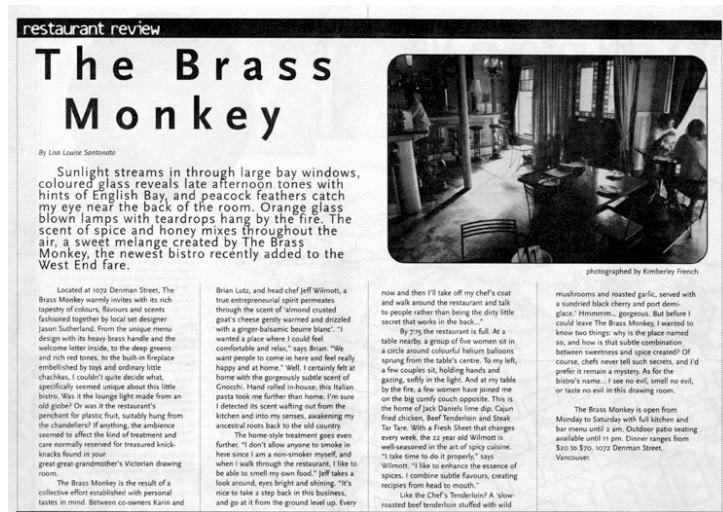 restaurant review
The Brass
Monkey
By Lisa Louise Santonato
Sunlight streams in through large bay windows,
coloured glass reveals late afternoon tones with
hints of English Bay, and peacock feathers catch
my eye near the back of the room. Orange glass
blown lamps with teardrops hang by the fire. The
scent of spice and honey mixes throughout the
air, a sweet melange created by The Brass
Monkey, the newest bistro recently added to the
West End fare.
photographed by Kimberley French
Located at 1072 Denman Street, The
Brass Monkey warmly invites with its rich
tapestry of colours, flavours and scents
fashioned together by local set designer
Jason Sutherland. From the unique menu
design with its heavy brass handle and the
welcome letter inside, to the deep greens
and rich red tones, to the built-in fireplace
embellished by toys and ordinary little
chachkas, I couldn't quite decide what,
specifically seemed unique about this little
bistro. Was it the lounge light made from an
old globe? Or was it the restaurant's
penchant for plastic fruit, suitably hung from
the chandeliers? If anything, the ambience
seemed to affect the kind of treatment and
care normally reserved for treasured knick-
knacks found in your
great-great-grandmother's Victorian drawing
room.
The Brass Monkey is the result of a
collective effort established with personal
tastes in mind. Between co-owners Karin and
Brian Lutz, and head chef Jeff Wilmott, a
true entrepreneurial spirit permeates
through the scent of 'almond crusted
goat's cheese gently warmed and drizzled
with a ginger-balsamic beurre blanc'. "I
wanted a place where I could feel
comfortable and relax," says Brian. "We
want people to come in here and feel really
happy and at home." Well, I certainly felt at
home with the gorgeously subtle scent of
Gnocchi. Hand rolled in-house, this Italian
pasta took me further than home. I'm sure
I detected its scent wafting out from the
kitchen and into my senses, awakening my
ancestral roots back to the old country.
The home-style treatment goes even
further. "I don't allow anyone to smoke in
here since I am a non-smoker myself, and
when I walk through the restaurant, I like to
be able to smell my own food." Jeff takes a
look around, eyes bright and shining. "It's
nice to take a step back in this business,
and go at it from the ground level up. Every
now and then I'll take off my chef's coat
and walk around the restaurant and talk
to people rather than being the dirty little
secret that works in the back..."
By 7:15 the restaurant is full. At a
table nearby, a group of five women sit in
a circle around colourful helium balloons
sprung from the table's centre. To my left,
a few couples sit, holding hands and
gazing, softly in the light. And at my table
by the fire, a few women have joined me
on the big comfy couch opposite. This is
the home of Jack Daniels lime dip, Cajun
fried chicken, Beef Tenderloin and Steak
Tar Tare. With a Fresh Sheet that changes
every week, the 22 year old Wilmott is
well-seasoned in the art of spicy cuisine.
"I take time to do it properly," says
Wilmott. "I like to enhance the essence of
spices. I combine subtle flavours, creating
recipies from head to mouth."
Like the Chef's Tenderloin? A 'slow-
roasted beef tenderloin stuffed with wild
mushrooms and roasted garlic, served with
a sundried black cherry and port demi-
glace.' Hmmmm... gorgeous. But before I
could leave The Brass Monkey, I wanted to
know two things: why is the place named
so, and how is that subtle combination
between sweetness and spice created? Of
course, chefs never tell such secrets, and I'd
prefer it remain a mystery. As for the
bistro's name... I see no evil, smell no evil,
or taste no evil in this drawing room.
The Brass Monkey is open from
Monday to Saturday with full kitchen and
bar menu until 2 am. Outdoor patio seating
available until 11 pm. Dinner ranges from
$20 to $70. 1072 Denman Street,
Vancouver.